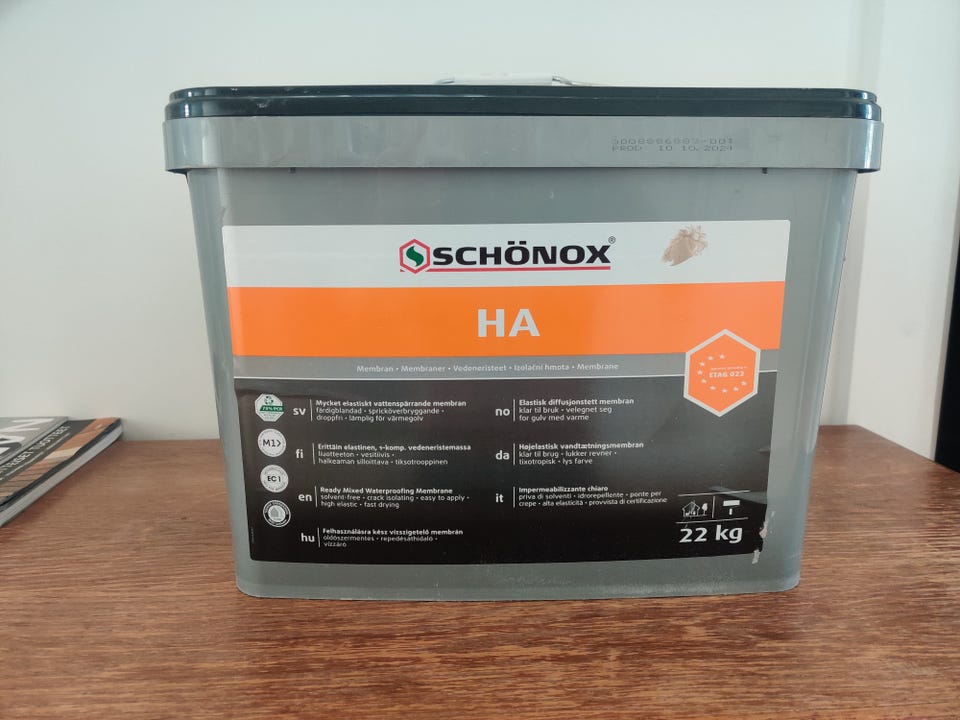 PROD 10.10.2024
SCHÖNOX®
HA
Membran • Membraner • Vedeneristeet • Izolační hmota • Membrane
ETAG 022
75% PCR
sv
Mycket elastiskt vattenspärrande membran
färdigblandad • spricköverbryggande •
droppfri • lämplig för värmegolv
M1
fi
Erittäin elastinen, 1-komp. vedeneristemassa
liuotteeton • vesitiivis •
halkeaman silloittava • tiksotrooppinen
EC1
en
Ready Mixed Waterproofing Membrane
solvent-free • crack isolating • easy to apply •
high elastic • fast drying
hu
Felhasználásra kész vízszigetelő membrán
oldószermentes • repedésáthidaló •
vízzáró
no
Elastisk diffusjonstett membran
klar til bruk • velegnet seg
for gulv med varme
da
Højelastisk vandtætningsmembran
klar til brug • lukker revner •
tixotropisk • lys farve
it
Impermeabilizzante chiaro
priva di solventi • idrorepellente • ponte per
crepe • alta elasticità • provvista di certificazione
22 kg